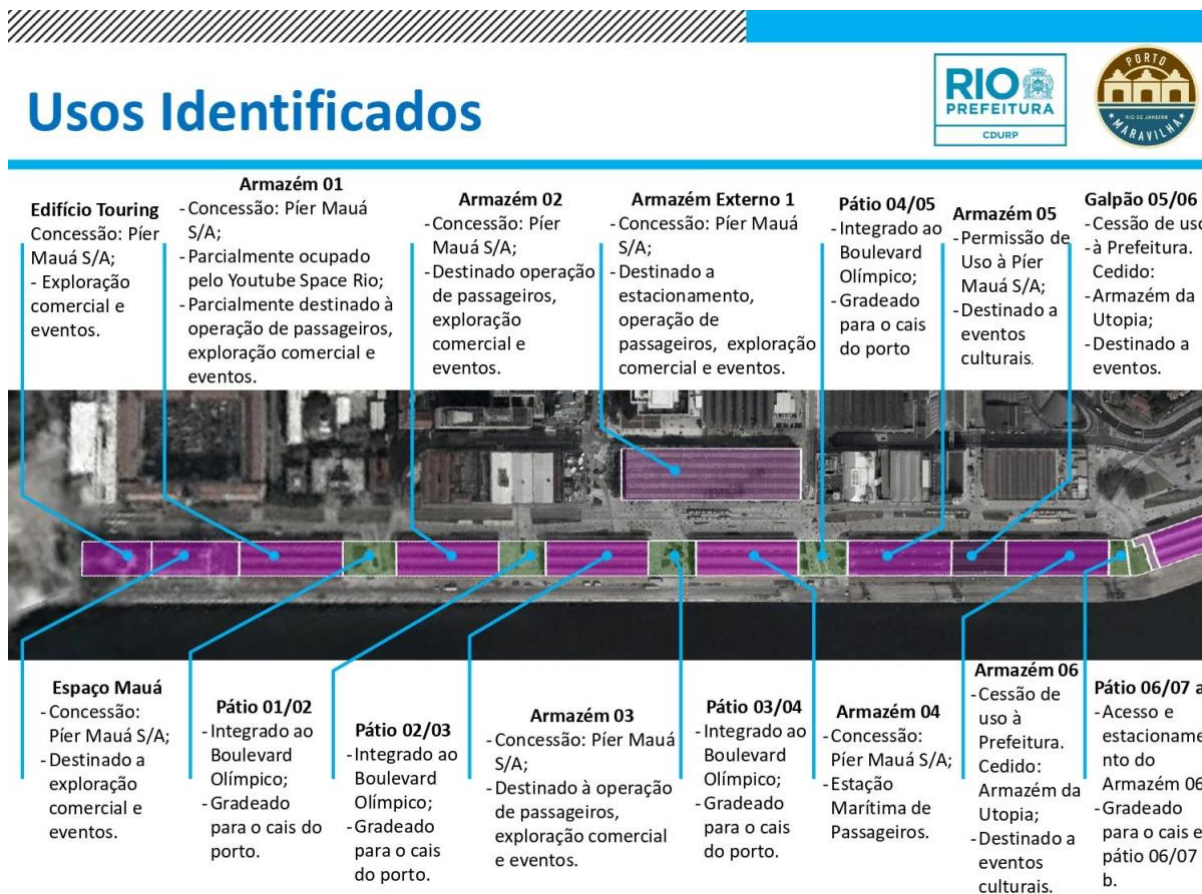 Usos Identificados
RIO
PREFEITURA
CDURP
PORTO
RIO DE JANEIRO
MARAVILHA
Edifício Touring
Concessão: Píer
Mauá S/A;
- Exploração
comercial e
eventos.
Armazém 01
- Concessão: Píer Mauá
S/A;
- Parcialmente ocupado
pelo Youtube Space Rio;
- Parcialmente destinado à
operação de passageiros,
exploração comercial e
eventos.
Armazém 02
- Concessão: Píer
Mauá S/A;
- Destinado operação
de passageiros,
exploração
comercial e
eventos.
Armazém Externo 1
- Concessão: Píer Mauá
S/A;
- Destinado a
estacionamento,
operação de
passageiros, exploração
comercial e eventos.
Pátio 04/05
- Integrado ao
Boulevard
Olímpico;
- Gradeado
para o cais
do porto
Armazém 05
- Permissão de
Uso à Píer
Mauá S/A;
- Destinado a
eventos
culturais.
Galpão 05/06
- Cessão de uso
à Prefeitura.
Cedido:
- Armazém da
Utopia;
- Destinado a
eventos.
Espaço Mauá
- Concessão:
Píer Mauá S/A;
- Destinado a
exploração
comercial e
eventos.
Pátio 01/02
- Integrado ao
Boulevard
Olímpico;
- Gradeado
para o cais do
porto.
Pátio 02/03
- Integrado ao
Boulevard
Olímpico;
- Gradeado
para o cais
do porto.
Armazém 03
- Concessão: Píer Mauá
S/A;
- Destinado à operação
de passageiros,
exploração comercial
e eventos.
Pátio 03/04
- Integrado ao
Boulevard
Olímpico;
- Gradeado
para o cais
do porto.
Armazém 04
- Concessão:
Píer Mauá S/A;
- Estação
Marítima de
Passageiros.
Armazém 06
- Cessão de
uso à
Prefeitura.
Cedido:
Armazém da
Utopia;
- Destinado a
eventos
culturais.
Pátio 06/07 a
- Acesso e
estacioname
nto do
Armazém 06
- Gradeado
para o cais e
pátio 06/07
b.